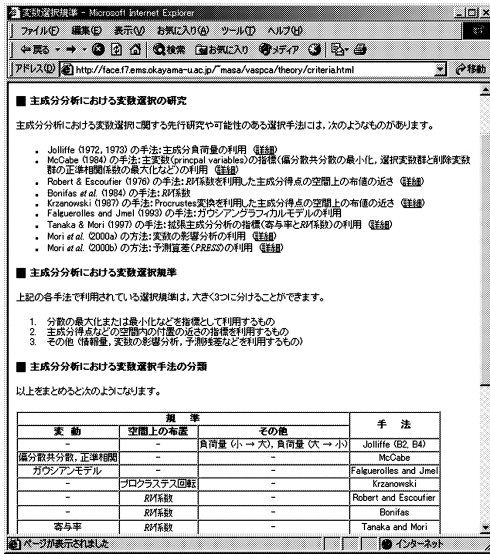 変数選択規準 - Microsoft Internet Explorer
ファイル(F) 編集(E) 表示(V) お気に入り(A) ツール(T) ヘルプ(H)
戻る 検索 お気に入り メディア
アドレス(D) http://face.f7.ems.okayama-u.ac.jp/~masa/vaspca/theory/criteria.html 移動
■ 主成分分析における変数選択の研究
主成分分析における変数選択に関する先行研究や可能性のある選択手法には、次のようなものがあります。
Jolliffe (1972, 1973) の手法:主成分負荷量の利用 (詳細)
McCabe (1984) の手法:主変数(princpal variables)の指標(偏分散共分散の最小化, 選択変数群と削除変数
群の正準相関係数の最大化など)の利用 (詳細)
Robert & Escoufier (1976) の手法:RV係数を利用した主成分得点の空間上の布値の近さ (詳細)
Bonifas et al. (1984) の手法:RV係数
Krzanowski (1987) の手法:Procrustes変換を利用した主成分得点の空間上の布値の近さ (詳細)
Falguerolles and Jmel (1993) の手法:ガウシアングラフィカルモデルの利用
Tanaka & Mori (1997) の手法:拡張主成分分析の指標(寄与率とRV係数)の利用 (詳細)
Mori et al. (2000a) の方法:変数の影響分析の利用 (詳細)
Mori et al. (2000b) の方法:予測算差(PRESS)の利用 (詳細)
■ 主成分分析における変数選択規準
上記の各手法で利用されている選択規準は、大きく3つに分けることができます。
1. 分散の最大化または最小化などを指標として利用するもの
2. 主成分得点などの空間内の付置の近さの指標を利用するもの
3. その他 (情報量, 変数の影響分析, 予測残差などを利用するもの)
■ 主成分分析における変数選択手法の分類
以上をまとめると次のようになります。
規 準 手 法
変 動 空間上の布置 その他
- - 負荷量 (小 → 大), 負荷量 (大 → 小) Jolliffe (B2, B4)
偏分散共分散, 正準相関 - - McCabe
ガウシアンモデル - - Falguerolles and Jmel
- プロクラステス回転 - Krzanowski
- RV係数 - Robert and Escoufier
- RV係数 - Bonifas
寄与率 RV係数 - Tanaka and Mori
ページが表示されました インターネット